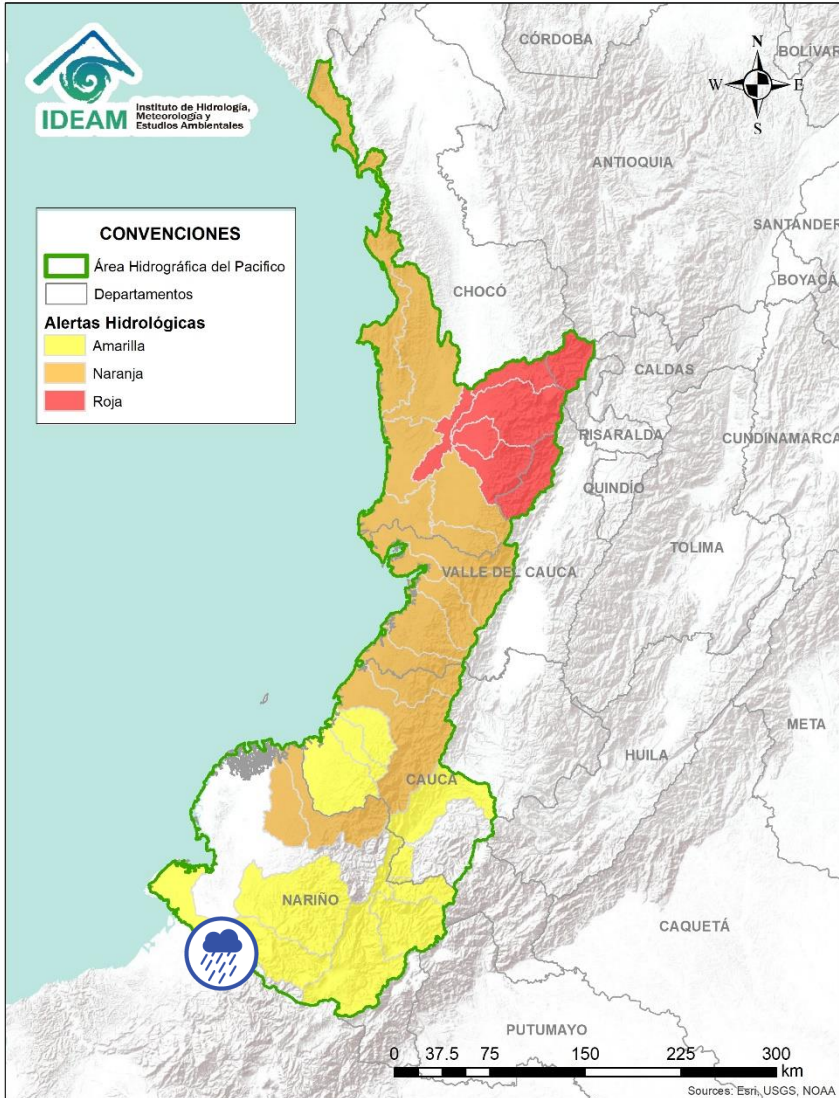 IDEAM
Instituto de Hidrología,
Meteorología y
Estudios Ambientales
N
W
E
S
CÓRDOBA
BOLÍVAR
ANTIOQUIA
SANTANDER
BOYACÁ
CHOCÓ
CALDAS
RISARALDA
CUNDINAMARCA
QUINDÍO
TOLIMA
VALLE DEL CAUCA
META
HUILA
CAUCA
NARIÑO
CAQUETÁ
PUTUMAYO
CONVENCIONES
Área Hidrográfica del Pacifico
Departamentos
Alertas Hidrológicas
Amarilla
Naranja
Roja
0 37.5 75 150 225 300
km
Sources: Esri, USGS, NOAA